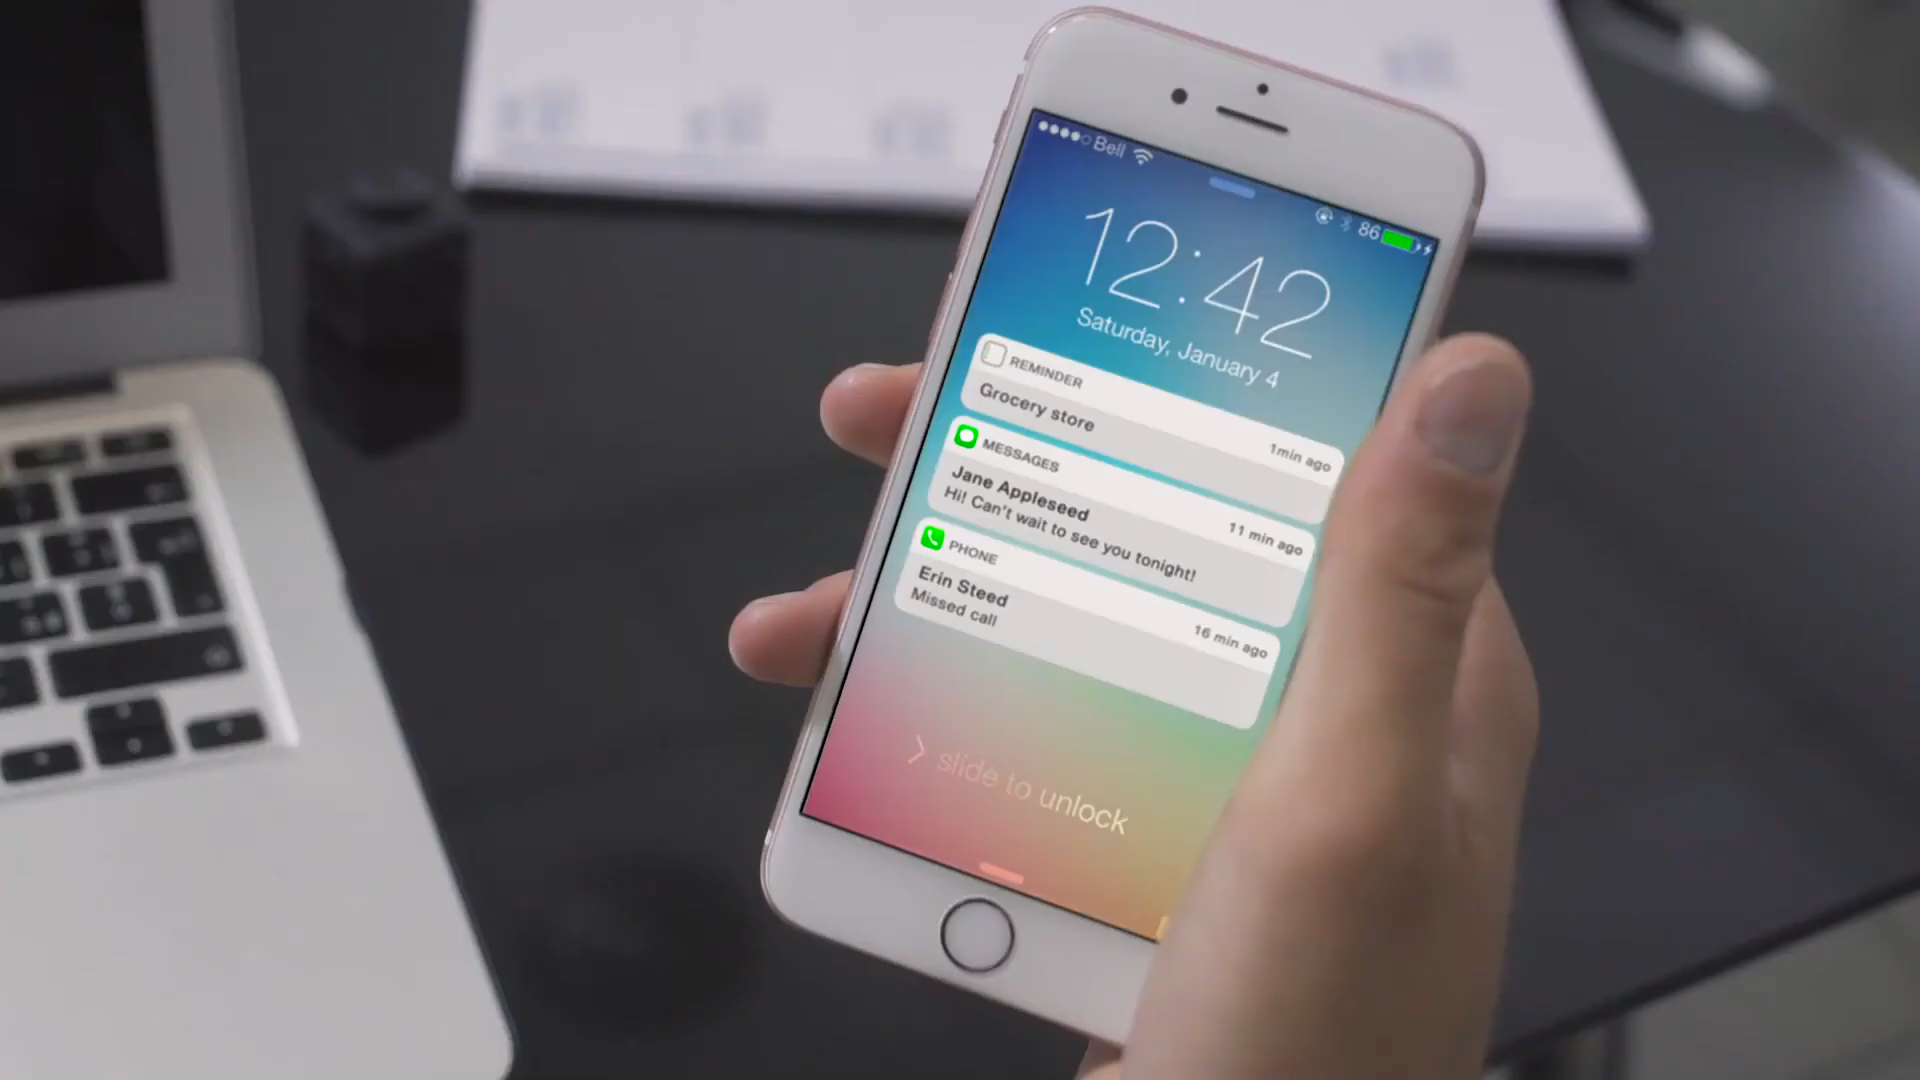 Bell
86
12:42
Saturday, January 4
REMINDER
1min ago
Grocery store
MESSAGES
11 min ago
Jane Appleseed
Hi! Can't wait to see you tonight!
PHONE
16 min ago
Erin Steed
Missed call
> slide to unlock